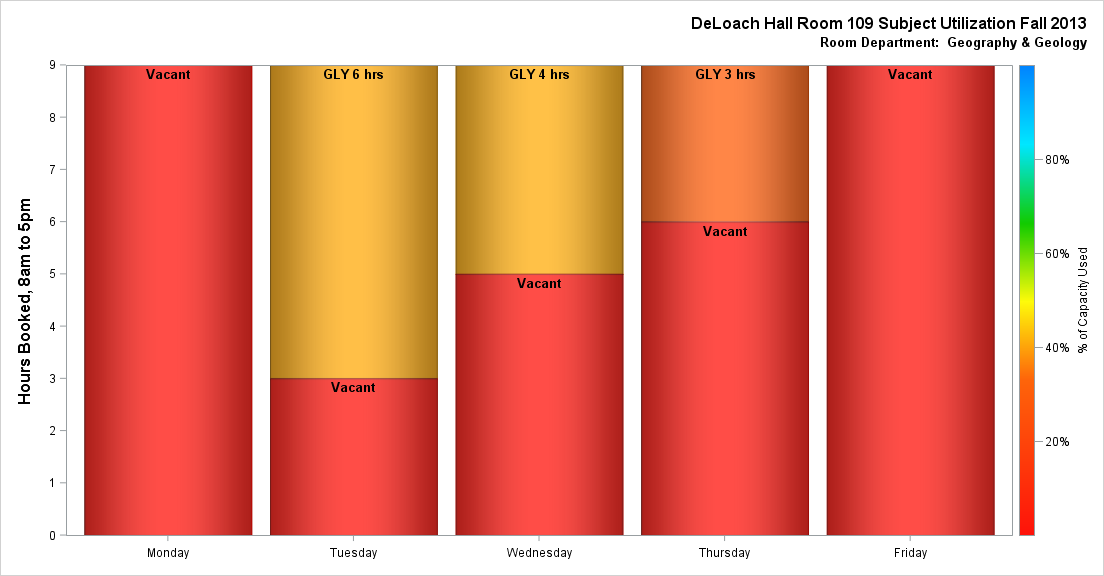 DeLoach Hall Room 109 Subject Utilization Fall 2013
Room Department:  Geography & Geology
Hours Booked, 8am to 5pm
9
8
7
6
5
4
3
2
1
0
Vacant
GLY 6 hrs
Vacant
GLY 4 hrs
Vacant
GLY 3 hrs
Vacant
Vacant
Monday
Tuesday
Wednesday
Thursday
Friday
80%
60%
40%
20%
% of Capacity Used